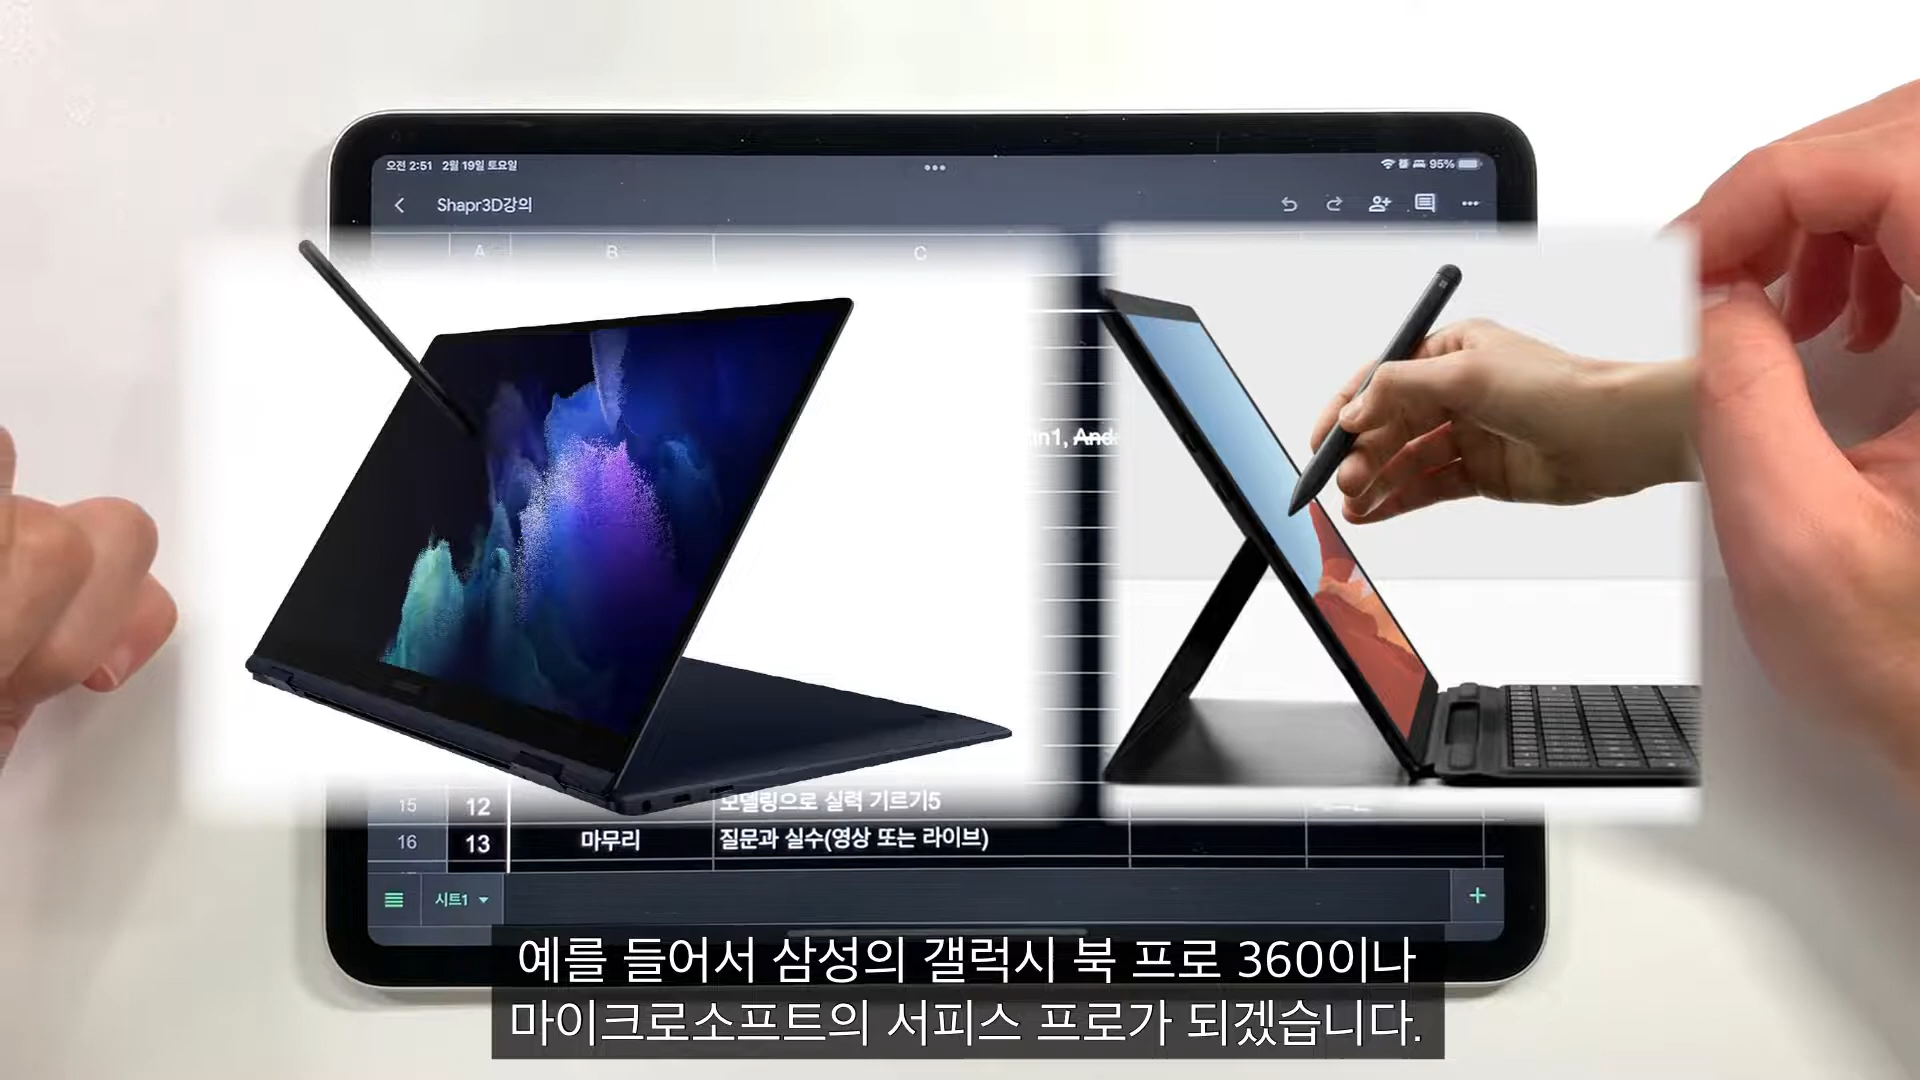 오전 2:51 2월 19일 토요일
95%
Shapr3D강의
A B C
in1, And
15 12 모델링으로 실력 기르기5
16 13 마무리 질문과 실수(영상 또는 라이브)
시트1
예를 들어서 삼성의 갤럭시 북 프로 360이나
마이크로소프트의 서피스 프로가 되겠습니다.